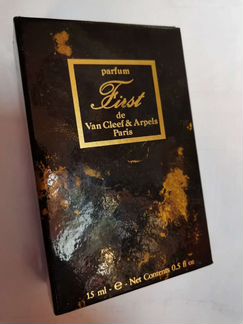 parfum
First
de
Van Cleef & Arpels
Paris
15 ml - e - Net Contents 0.5 fl oz